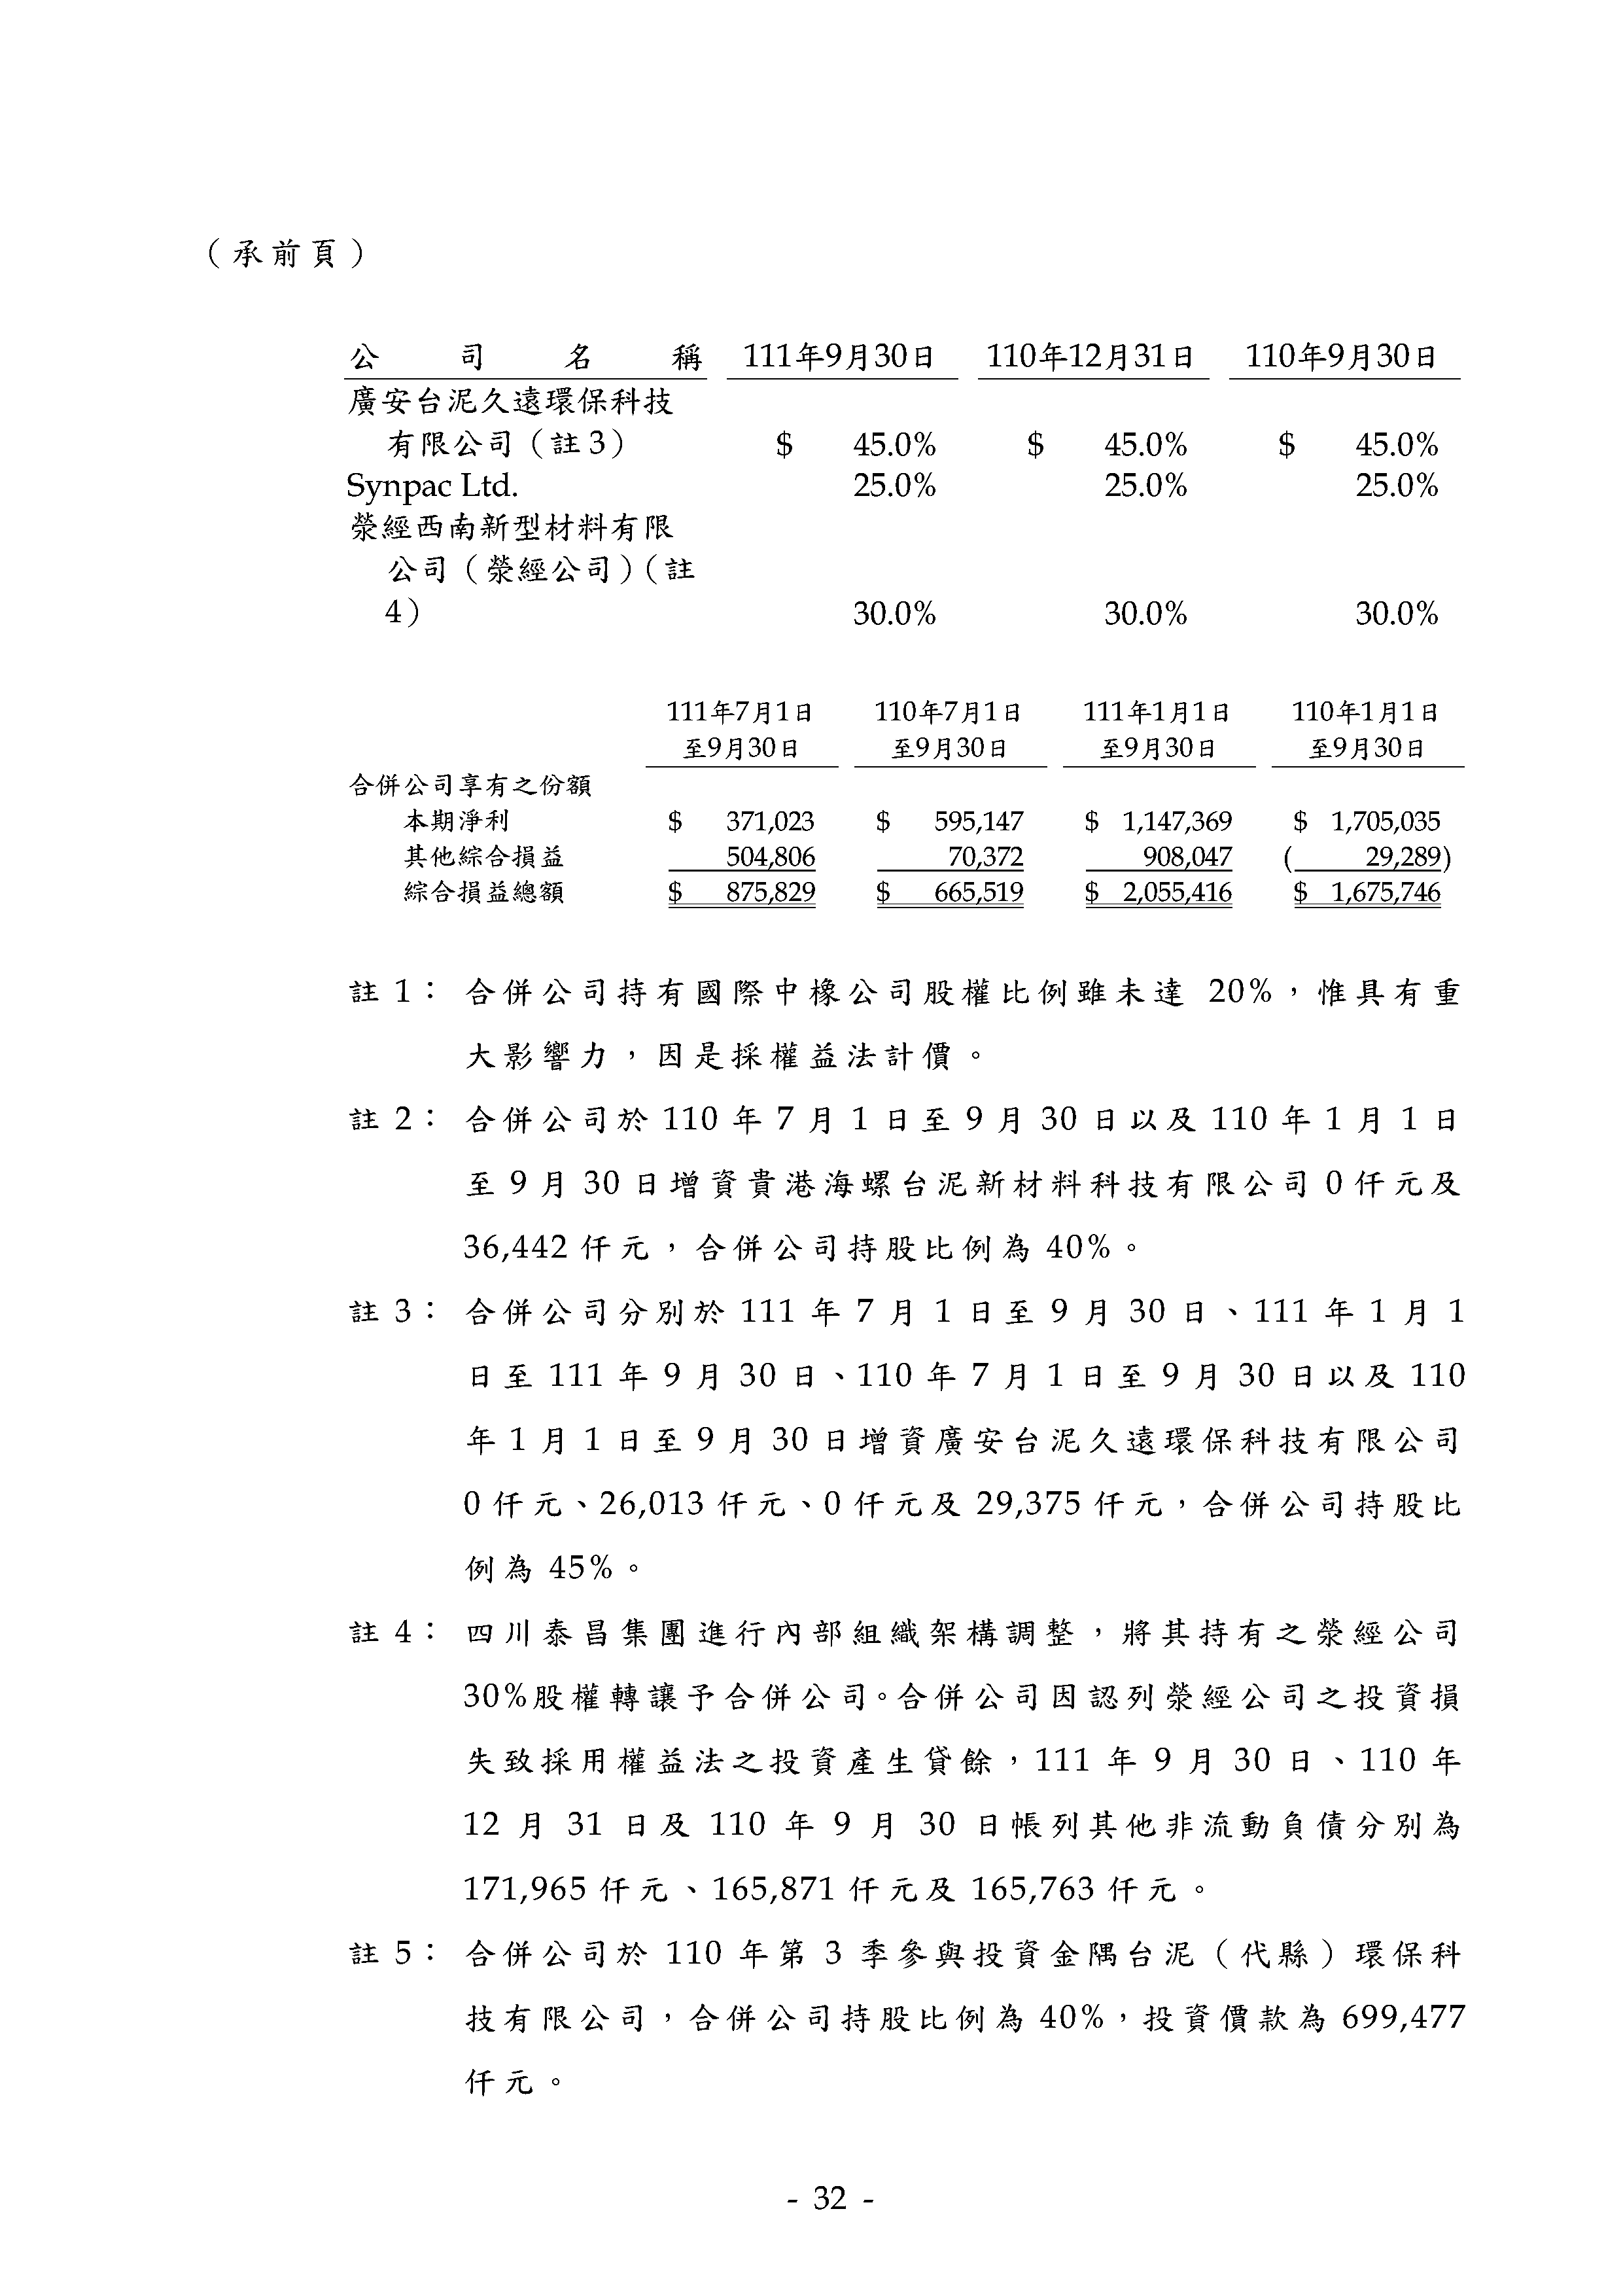 （承前頁）
公司名稱 111年9月30日 110年12月31日 110年9月30日
廣安台泥久遠環保科技
有限公司（註3） $ 45.0% $ 45.0% $ 45.0%
Synpac Ltd. 25.0% 25.0% 25.0%
滎經西南新型材料有限
公司（滎經公司）（註
4） 30.0% 30.0% 30.0%
111年7月1日 110年7月1日 111年1月1日 110年1月1日
至9月30日 至9月30日 至9月30日 至9月30日
合併公司享有之份額
本期淨利 $ 371,023 $ 595,147 $ 1,147,369 $ 1,705,035
其他綜合損益 504,806 70,372 908,047 ( 29,289)
綜合損益總額 $ 875,829 $ 665,519 $ 2,055,416 $ 1,675,746
註 1： 合併公司持有國際中橡公司股權比例雖未達 20%，惟具有重
大影響力，因是採權益法計價。
註 2： 合併公司於 110 年 7 月 1 日至 9 月 30 日以及 110 年 1 月 1 日
至 9 月 30 日增資貴港海螺台泥新材料科技有限公司 0 仟元及
36,442 仟元，合併公司持股比例為 40%。
註 3： 合併公司分別於 111 年 7 月 1 日至 9 月 30 日、111 年 1 月 1
日至 111 年 9 月 30 日、110 年 7 月 1 日至 9 月 30 日以及 110
年 1 月 1 日至 9 月 30 日增資廣安台泥久遠環保科技有限公司
0 仟元、26,013 仟元、0 仟元及 29,375 仟元，合併公司持股比
例為 45%。
註 4： 四川泰昌集團進行內部組織架構調整，將其持有之滎經公司
30%股權轉讓予合併公司。合併公司因認列滎經公司之投資損
失致採用權益法之投資產生貸餘，111 年 9 月 30 日、110 年
12 月 31 日及 110 年 9 月 30 日帳列其他非流動負債分別為
171,965 仟元、165,871 仟元及 165,763 仟元。
註 5： 合併公司於 110 年第 3 季參與投資金隅台泥（代縣）環保科
技有限公司，合併公司持股比例為 40%，投資價款為 699,477
仟元。
- 32 -